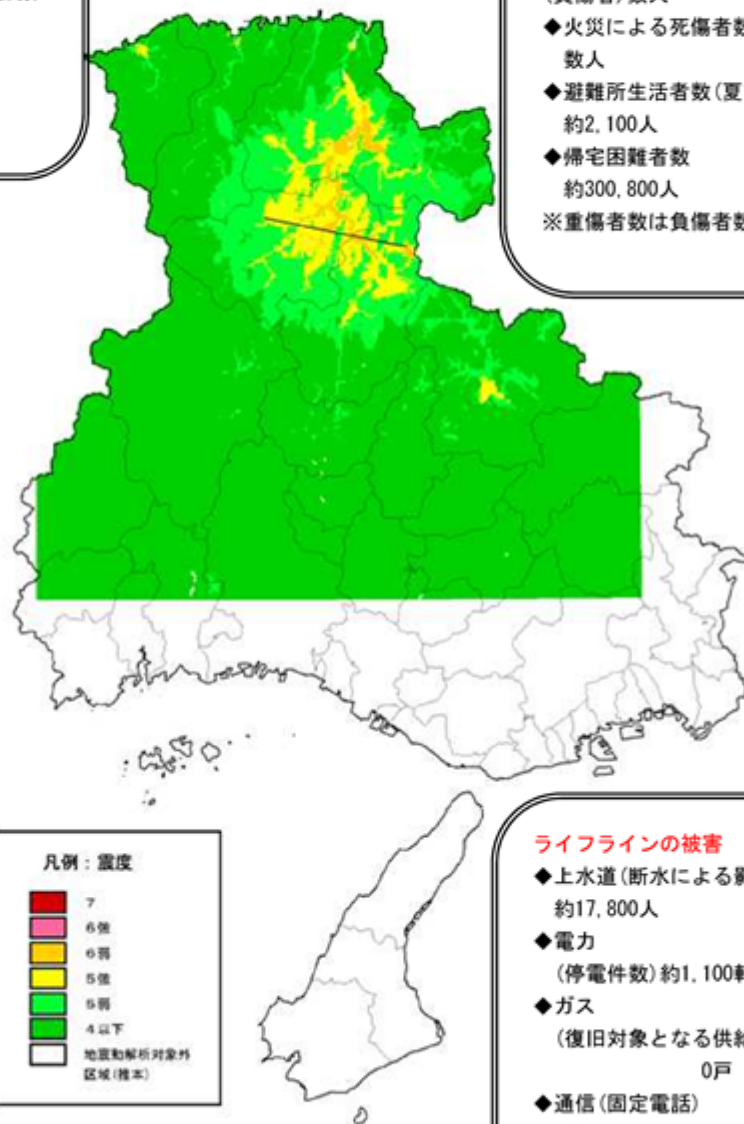 ◆火災による死傷者数
数人
◆避難所生活者数(夏
約2,100人
◆帰宅困難者数
約300,800人
※重傷者数は負傷者数
凡例：震度
7
6強
6弱
5強
5弱
4以下
地震動解析対象外
区域(推本)
ライフラインの被害
◆上水道(断水による影
約17,800人
◆電力
(停電件数)約1,100軒
◆ガス
(復旧対象となる供給
0戸
◆通信(固定電話)